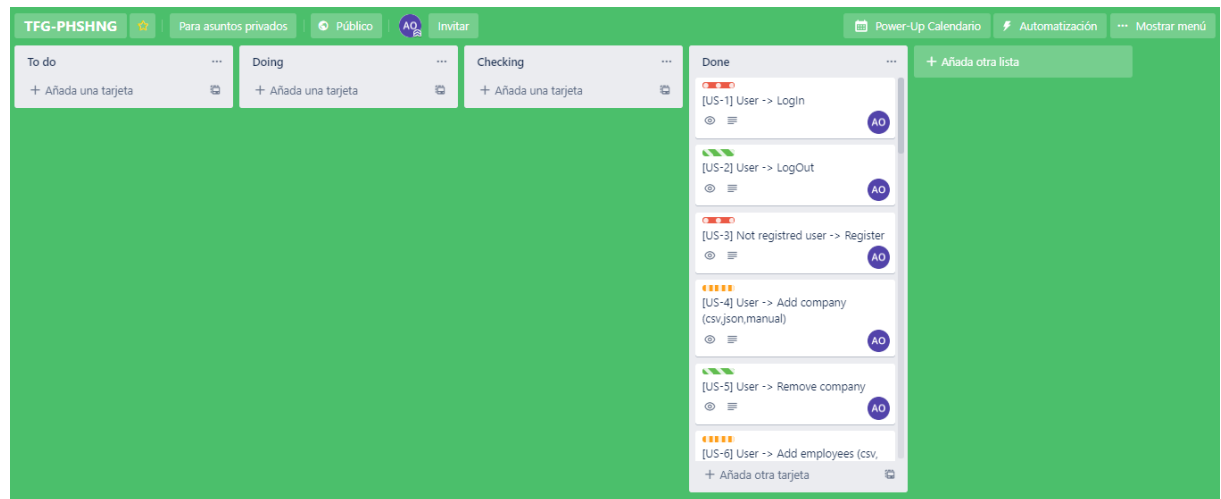 TFG-PHSHNG
Para asuntos privados
Público
AO
Invitar
Power-Up Calendario
Automatización
··· Mostrar menú
To do ···
+ Añada una tarjeta
Doing ···
+ Añada una tarjeta
Checking ···
+ Añada una tarjeta
Done ···
[US-1] User -> LogIn
AO
[US-2] User -> LogOut
AO
[US-3] Not registred user -> Register
AO
[US-4] User -> Add company
(csv,json,manual)
AO
[US-5] User -> Remove company
AO
[US-6] User -> Add employees (csv,
+ Añada otra tarjeta
+ Añada otra lista